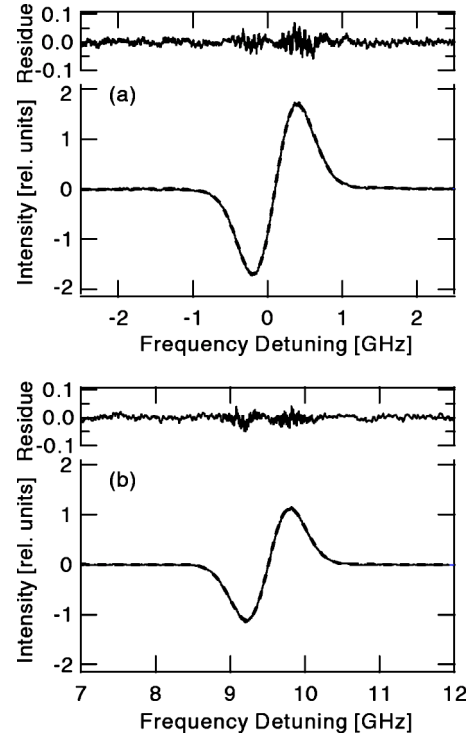 Residue
0.1
0.0
-0.1
(a)
Intensity [rel. units]
2
1
0
-1
-2
-2 -1 0 1 2
Frequency Detuning [GHz]
Residue
0.1
0.0
-0.1
(b)
Intensity [rel. units]
2
1
0
-1
-2
7 8 9 10 11 12
Frequency Detuning [GHz]